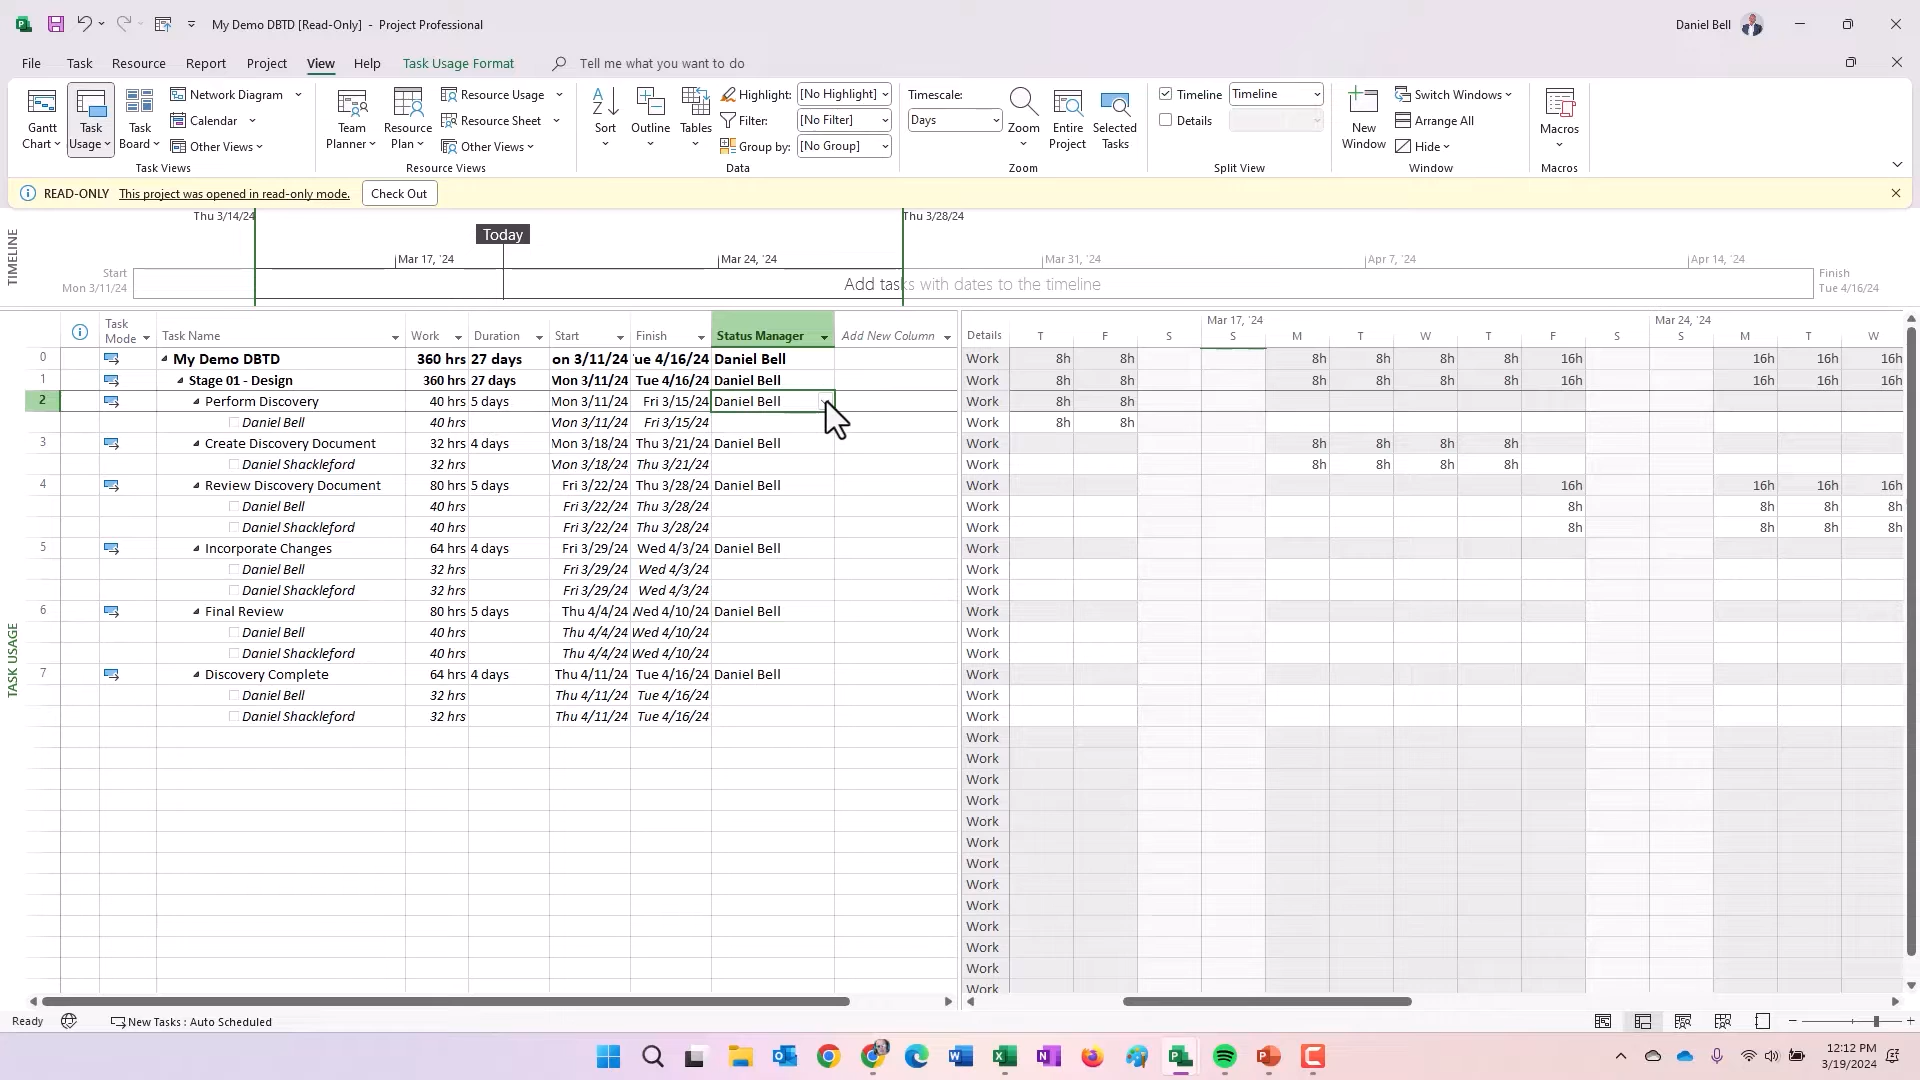 My Demo DBTD [Read-Only] - Project Professional
Daniel Bell
File Task Resource Report Project View Help Task Usage Format Tell me what you want to do
Gantt Chart
Task Usage
Task Board
Network Diagram
Calendar
Other Views
Task Views
Team Planner
Resource Plan
Resource Usage
Resource Sheet
Other Views
Resource Views
Sort
Outline
Tables
Highlight: [No Highlight]
Filter: [No Filter]
Group by: [No Group]
Data
Timescale:
Days
Zoom
Entire Project
Selected Tasks
Zoom
Timeline Timeline
Details
Split View
New Window
Switch Windows
Arrange All
Hide
Window
Macros
Macros
READ-ONLY This project was opened in read-only mode. Check Out
TIMELINE
Thu 3/14/24 Thu 3/28/24
Today
Mar 17, '24 Mar 24, '24 Mar 31, '24 Apr 7, '24 Apr 14, '24
Start
Mon 3/11/24
Add tasks with dates to the timeline
Finish
Tue 4/16/24
TASK USAGE
Task Mode Task Name Work Duration Start Finish Status Manager Add New Column
Details Mar 17, '24 Mar 24, '24
T F S S M T W T F S S M T W
0 My Demo DBTD 360 hrs 27 days on 3/11/24 ue 4/16/24 Daniel Bell Work 8h 8h 8h 8h 8h 8h 16h 16h 16h 16h
1 Stage 01 - Design 360 hrs 27 days Mon 3/11/24 Tue 4/16/24 Daniel Bell Work 8h 8h 8h 8h 8h 8h 16h 16h 16h 16h
2 Perform Discovery 40 hrs 5 days Mon 3/11/24 Fri 3/15/24 Daniel Bell Work 8h 8h
Daniel Bell 40 hrs Mon 3/11/24 Fri 3/15/24 Work 8h 8h
3 Create Discovery Document 32 hrs 4 days Mon 3/18/24 Thu 3/21/24 Daniel Bell Work 8h 8h 8h 8h
Daniel Shackleford 32 hrs Mon 3/18/24 Thu 3/21/24 Work 8h 8h 8h 8h
4 Review Discovery Document 80 hrs 5 days Fri 3/22/24 Thu 3/28/24 Daniel Bell Work 16h 16h 16h 16h
Daniel Bell 40 hrs Fri 3/22/24 Thu 3/28/24 Work 8h 8h 8h 8h
Daniel Shackleford 40 hrs Fri 3/22/24 Thu 3/28/24 Work 8h 8h 8h 8h
5 Incorporate Changes 64 hrs 4 days Fri 3/29/24 Wed 4/3/24 Daniel Bell Work
Daniel Bell 32 hrs Fri 3/29/24 Wed 4/3/24 Work
Daniel Shackleford 32 hrs Fri 3/29/24 Wed 4/3/24 Work
6 Final Review 80 hrs 5 days Thu 4/4/24 Wed 4/10/24 Daniel Bell Work
Daniel Bell 40 hrs Thu 4/4/24 Wed 4/10/24 Work
Daniel Shackleford 40 hrs Thu 4/4/24 Wed 4/10/24 Work
7 Discovery Complete 64 hrs 4 days Thu 4/11/24 Tue 4/16/24 Daniel Bell Work
Daniel Bell 32 hrs Thu 4/11/24 Tue 4/16/24 Work
Daniel Shackleford 32 hrs Thu 4/11/24 Tue 4/16/24 Work
Work
Work
Work
Work
Work
Work
Work
Work
Work
Work
Work
Work
Work
Ready New Tasks : Auto Scheduled
12:12 PM
3/19/2024